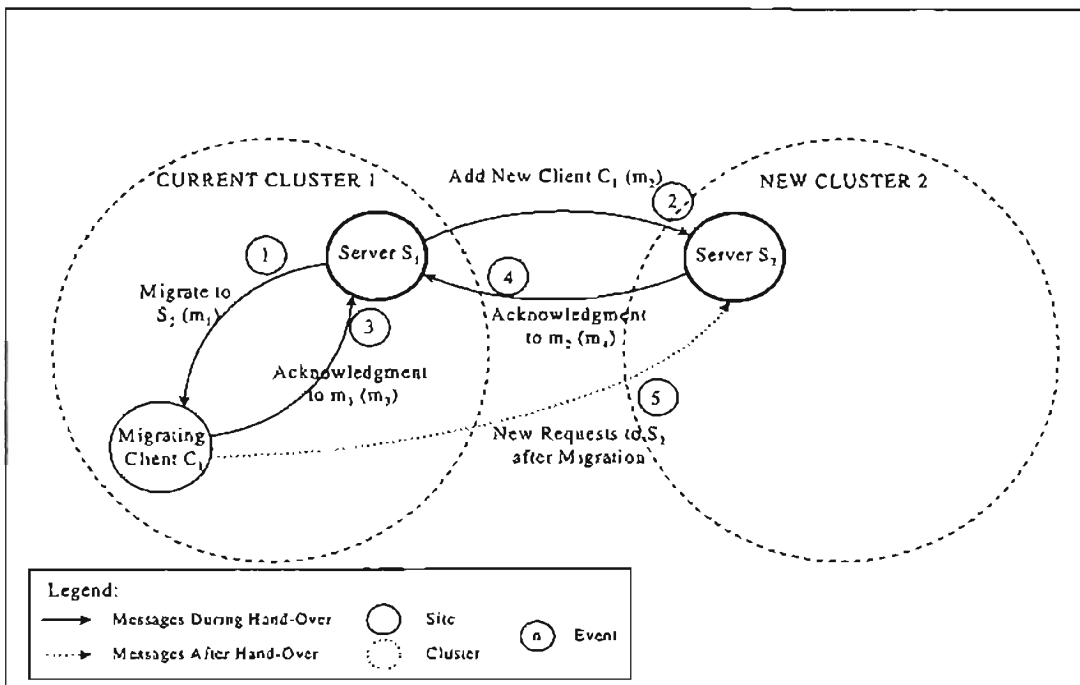 CURRENT CLUSTER 1
Add New Client C₁ (m₂)
NEW CLUSTER 2
2
1
Server S₁
Server S₂
4
Migrate to
S₂ (m₁)
3
Acknowledgment
to m₂ (m₄)
Acknowledgment
to m₁ (m₃)
5
Migrating
Client C₁
New Requests to S₂
after Migration
Legend:
Messages During Hand-Over
Site
n Event
Messages After Hand-Over
Cluster